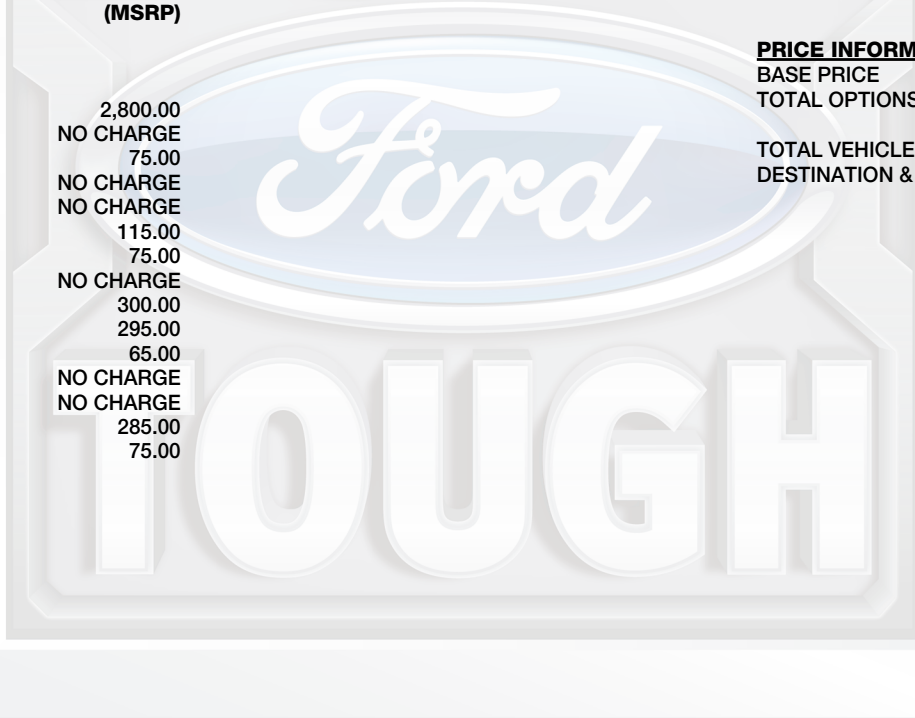 (MSRP)
2,800.00
NO CHARGE
75.00
NO CHARGE
NO CHARGE
115.00
75.00
NO CHARGE
300.00
295.00
65.00
NO CHARGE
NO CHARGE
285.00
75.00
PRICE INFORM
BASE PRICE
TOTAL OPTIONS
TOTAL VEHICLE
DESTINATION &
Ford
TOUGH